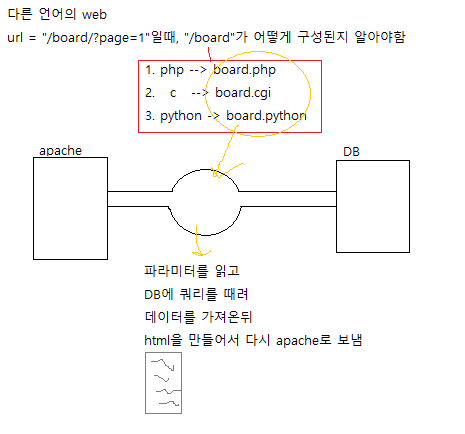 다른 언어의 web
url = "/board/?page=1"일때, "/board"가 어떻게 구성된지 알아야함
1. php --> board.php
2. c --> board.cgi
3. python -> board.python
apache
DB
파라미터를 읽고
DB에 쿼리를 때려
데이터를 가져온뒤
html을 만들어서 다시 apache로 보냄